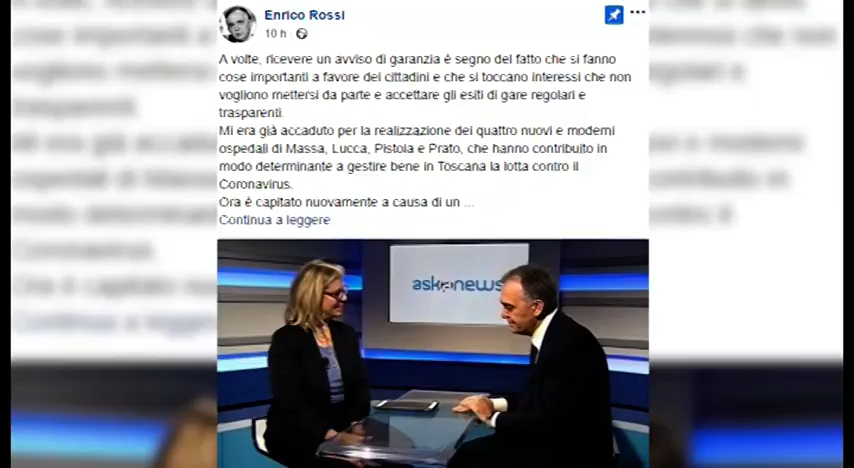 Enrico Rossi
10 h
A volte, ricevere un avviso di garanzia è segno del fatto che si fanno
cose importanti a favore dei cittadini e che si toccano interessi che non
vogliono mettersi da parte e accettare gli esiti di gare regolari e
trasparenti.
Mi era già accaduto per la realizzazione dei quattro nuovi e moderni
ospedali di Massa, Lucca, Pistoia e Prato, che hanno contribuito in
modo determinante a gestire bene in Toscana la lotta contro il
Coronavirus.
Ora è capitato nuovamente a causa di un ...
Continua a leggere
askanews